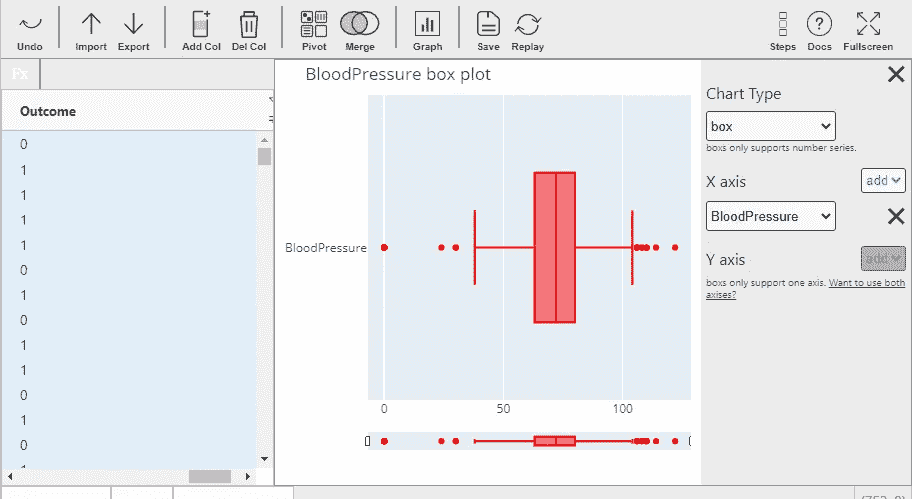 Undo
Import
Export
Add Col
Del Col
Pivot
Merge
Graph
Save
Replay
Steps
Docs
Fullscreen
Fx
Outcome
0
1
1
1
1
0
1
0
1
1
0
1
0
BloodPressure box plot
BloodPressure
0
50
100
Chart Type
box
boxs only supports number series.
X axis
add
BloodPressure
Y axis
add
boxs only support one axis. Want to use both
axises?